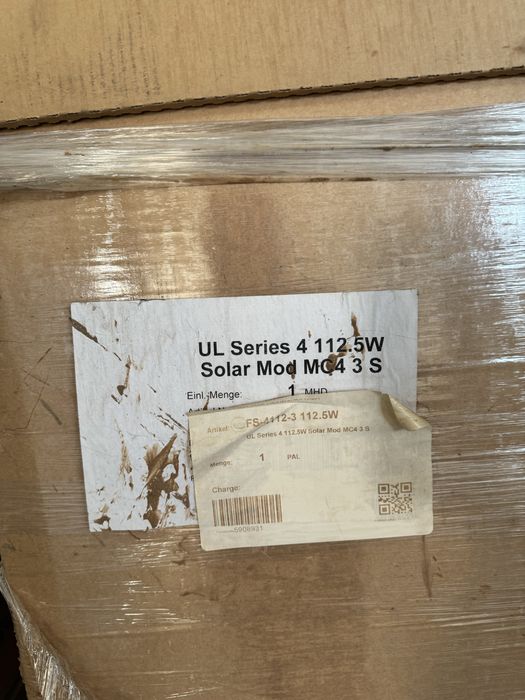 UL Series 4 112.5W
Solar Mod MC4 3 S
Einl. Menge: 1 MHD
Artikel: FS-4112-3 112.5W
UL Series 4 112.5W Solar Mod MC4 3 S
Menge: 1 PAL
Charge:
5906931